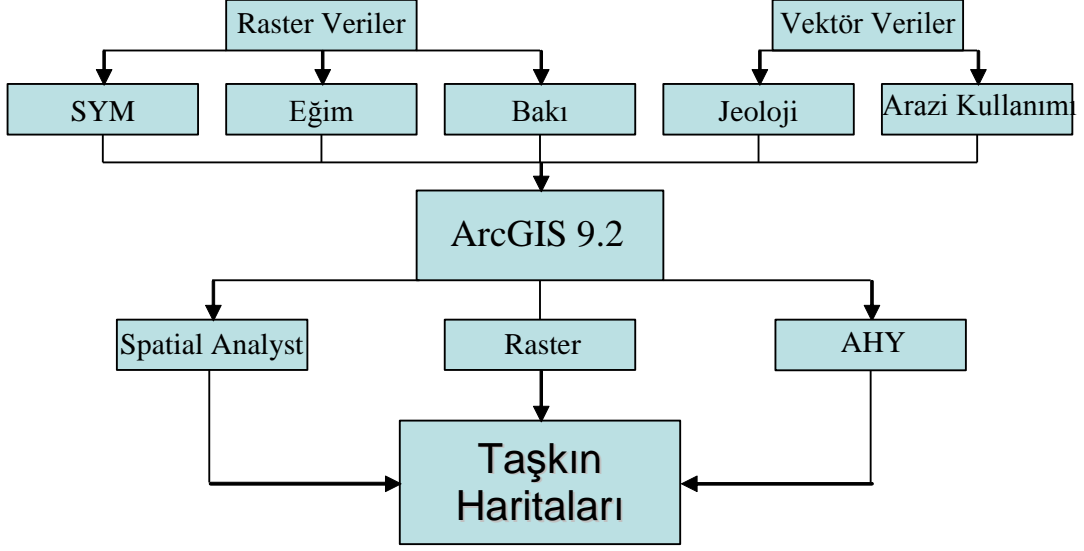 Raster Veriler
Vektör Veriler
SYM
Eğim
Bakı
Jeoloji
Arazi Kullanımı
ArcGIS 9.2
Spatial Analyst
Raster
AHY
Taşkın
Haritaları